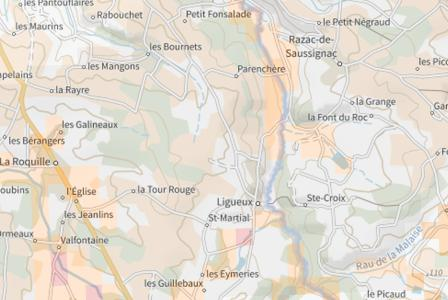 les Pantouflaires
Rabouchet
Petit Fonsalade
les Maurins
le Petit Négraud
Razac-de-
Saussignac
les Bournets
les Mangons
Parenchère
la Rayre
la Grange
la Font du Roc
les Galineaux
les Bérangers
La Roquille
la Tour Rouge
l'Église
Ligueux
Ste-Croix
les Jeanlins
St-Martial
Valfontaine
Rau de la Malaise
les Eymeries
les Guillebaux
110
le Picaud